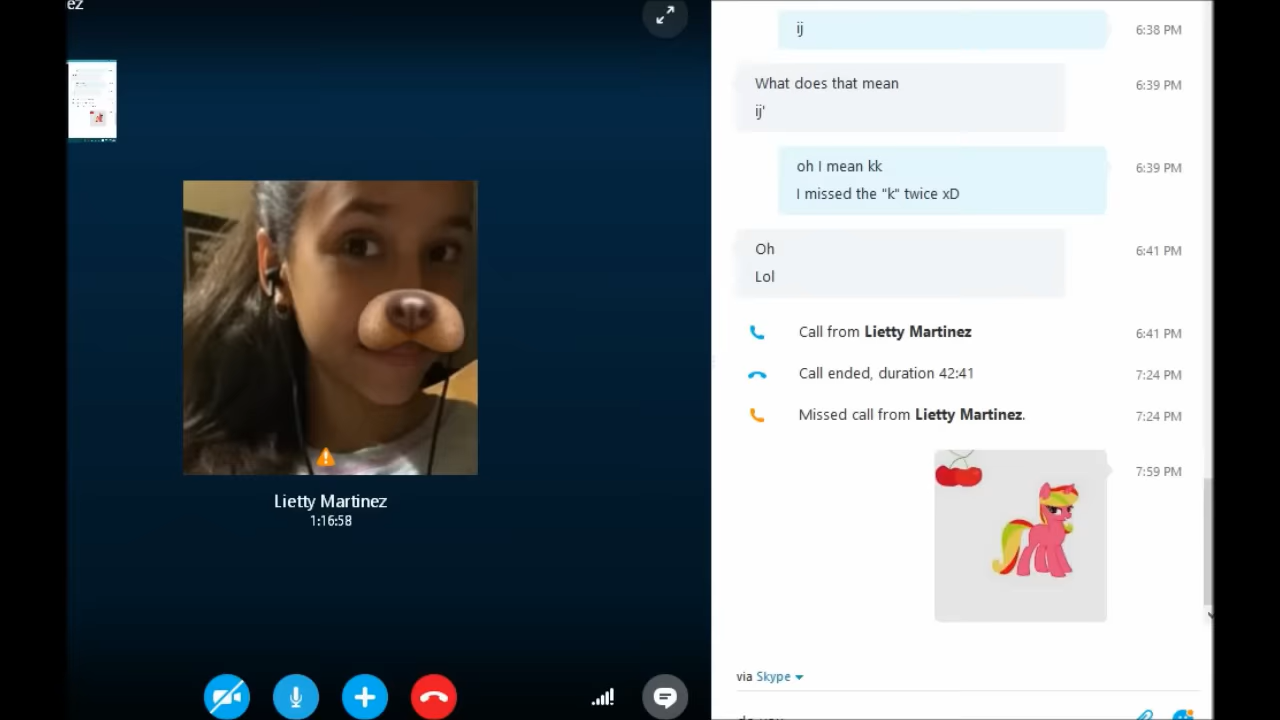 ez
Lietty Martinez
1:16:58
ij
6:38 PM
What does that mean
6:39 PM
ij'
oh I mean kk
6:39 PM
I missed the "k" twice xD
Oh
6:41 PM
Lol
Call from Lietty Martinez
6:41 PM
Call ended, duration 42:41
7:24 PM
Missed call from Lietty Martinez.
7:24 PM
7:59 PM
via Skype
do you